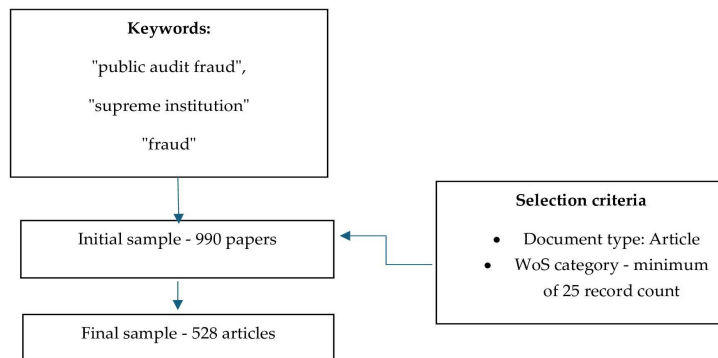 Keywords:
"public audit fraud",
"supreme institution"
"fraud"
Initial sample - 990 papers
Selection criteria
• Document type: Article
• WoS category - minimum
of 25 record count
Final sample - 528 articles